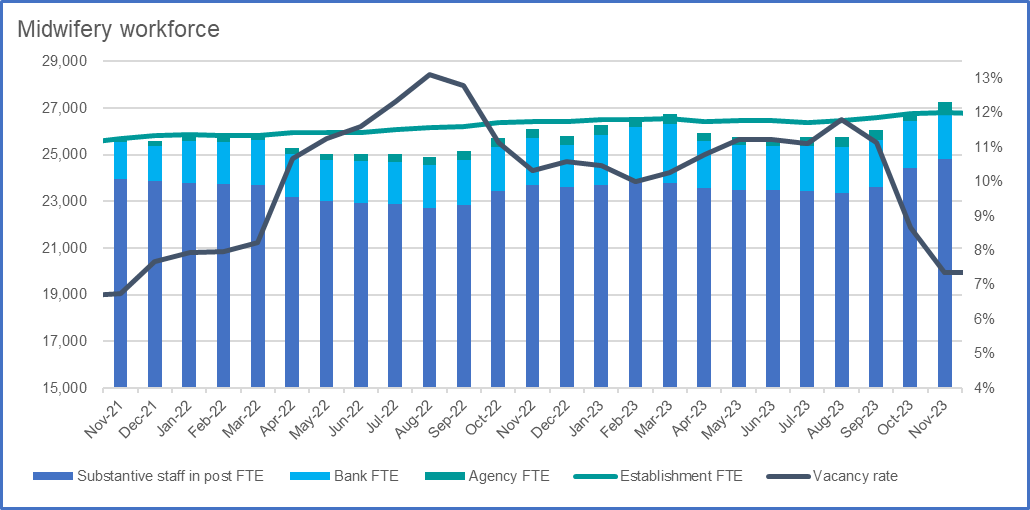 Midwifery workforce
29,000
27,000
25,000
23,000
21,000
19,000
17,000
15,000
13%
12%
11%
10%
9%
8%
7%
6%
5%
4%
Nov-21
Dec-21
Jan-22
Feb-22
Mar-22
Apr-22
May-22
Jun-22
Jul-22
Aug-22
Sep-22
Oct-22
Nov-22
Dec-22
Jan-23
Feb-23
Mar-23
Apr-23
May-23
Jun-23
Jul-23
Aug-23
Sep-23
Oct-23
Nov-23
Substantive staff in post FTE
Bank FTE
Agency FTE
Establishment FTE
Vacancy rate